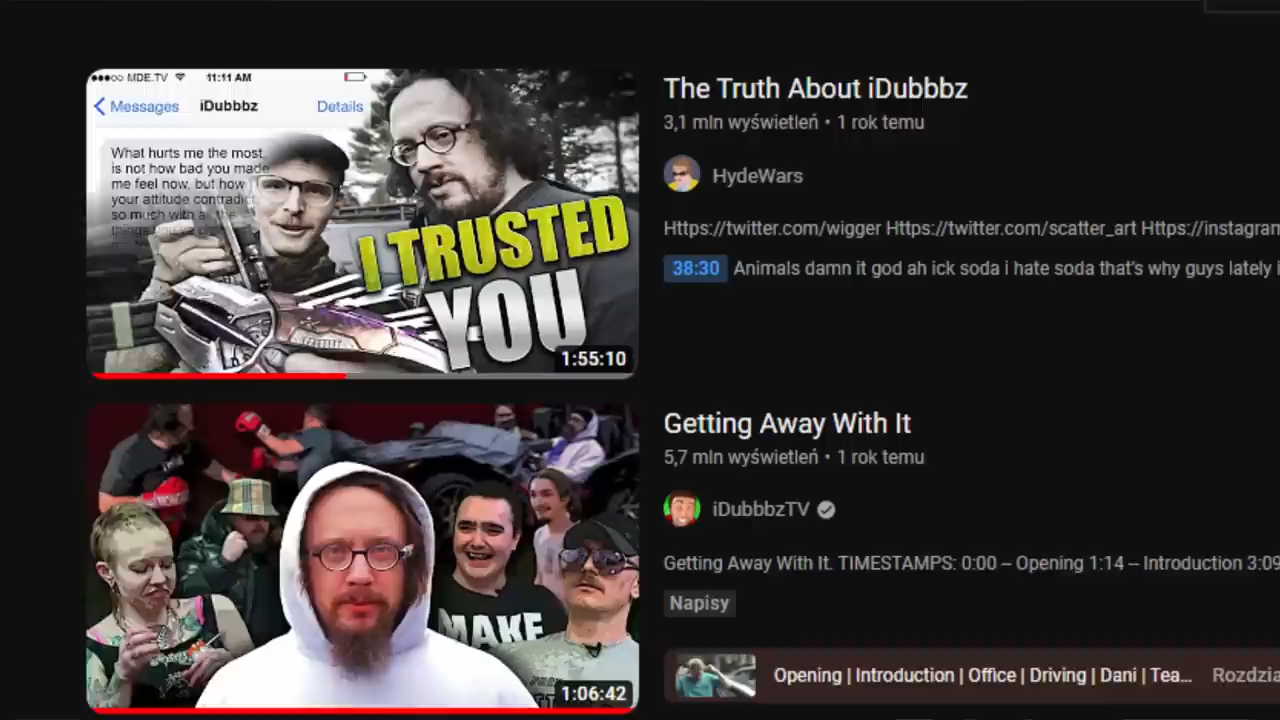 ●●●○○ MDE.TV 11:11 AM
Messages iDubbbz Details
What hurts me the most
is not how bad you made
me feel now, but how
your attitude contradic
so much with all the
things
I TRUSTED
YOU
1:55:10
The Truth About iDubbbz
3,1 mln wyświetleń • 1 rok temu
HydeWars
Https://twitter.com/wigger Https://twitter.com/scatter_art Https://instagram
38:30 Animals damn it god ah ick soda i hate soda that's why guys lately i
MAKE
1:06:42
Getting Away With It
5,7 mln wyświetleń • 1 rok temu
iDubbbzTV
Getting Away With It. TIMESTAMPS: 0:00 – Opening 1:14 – Introduction 3:09
Napisy
Opening | Introduction | Office | Driving | Dani | Tea... Rozdzia